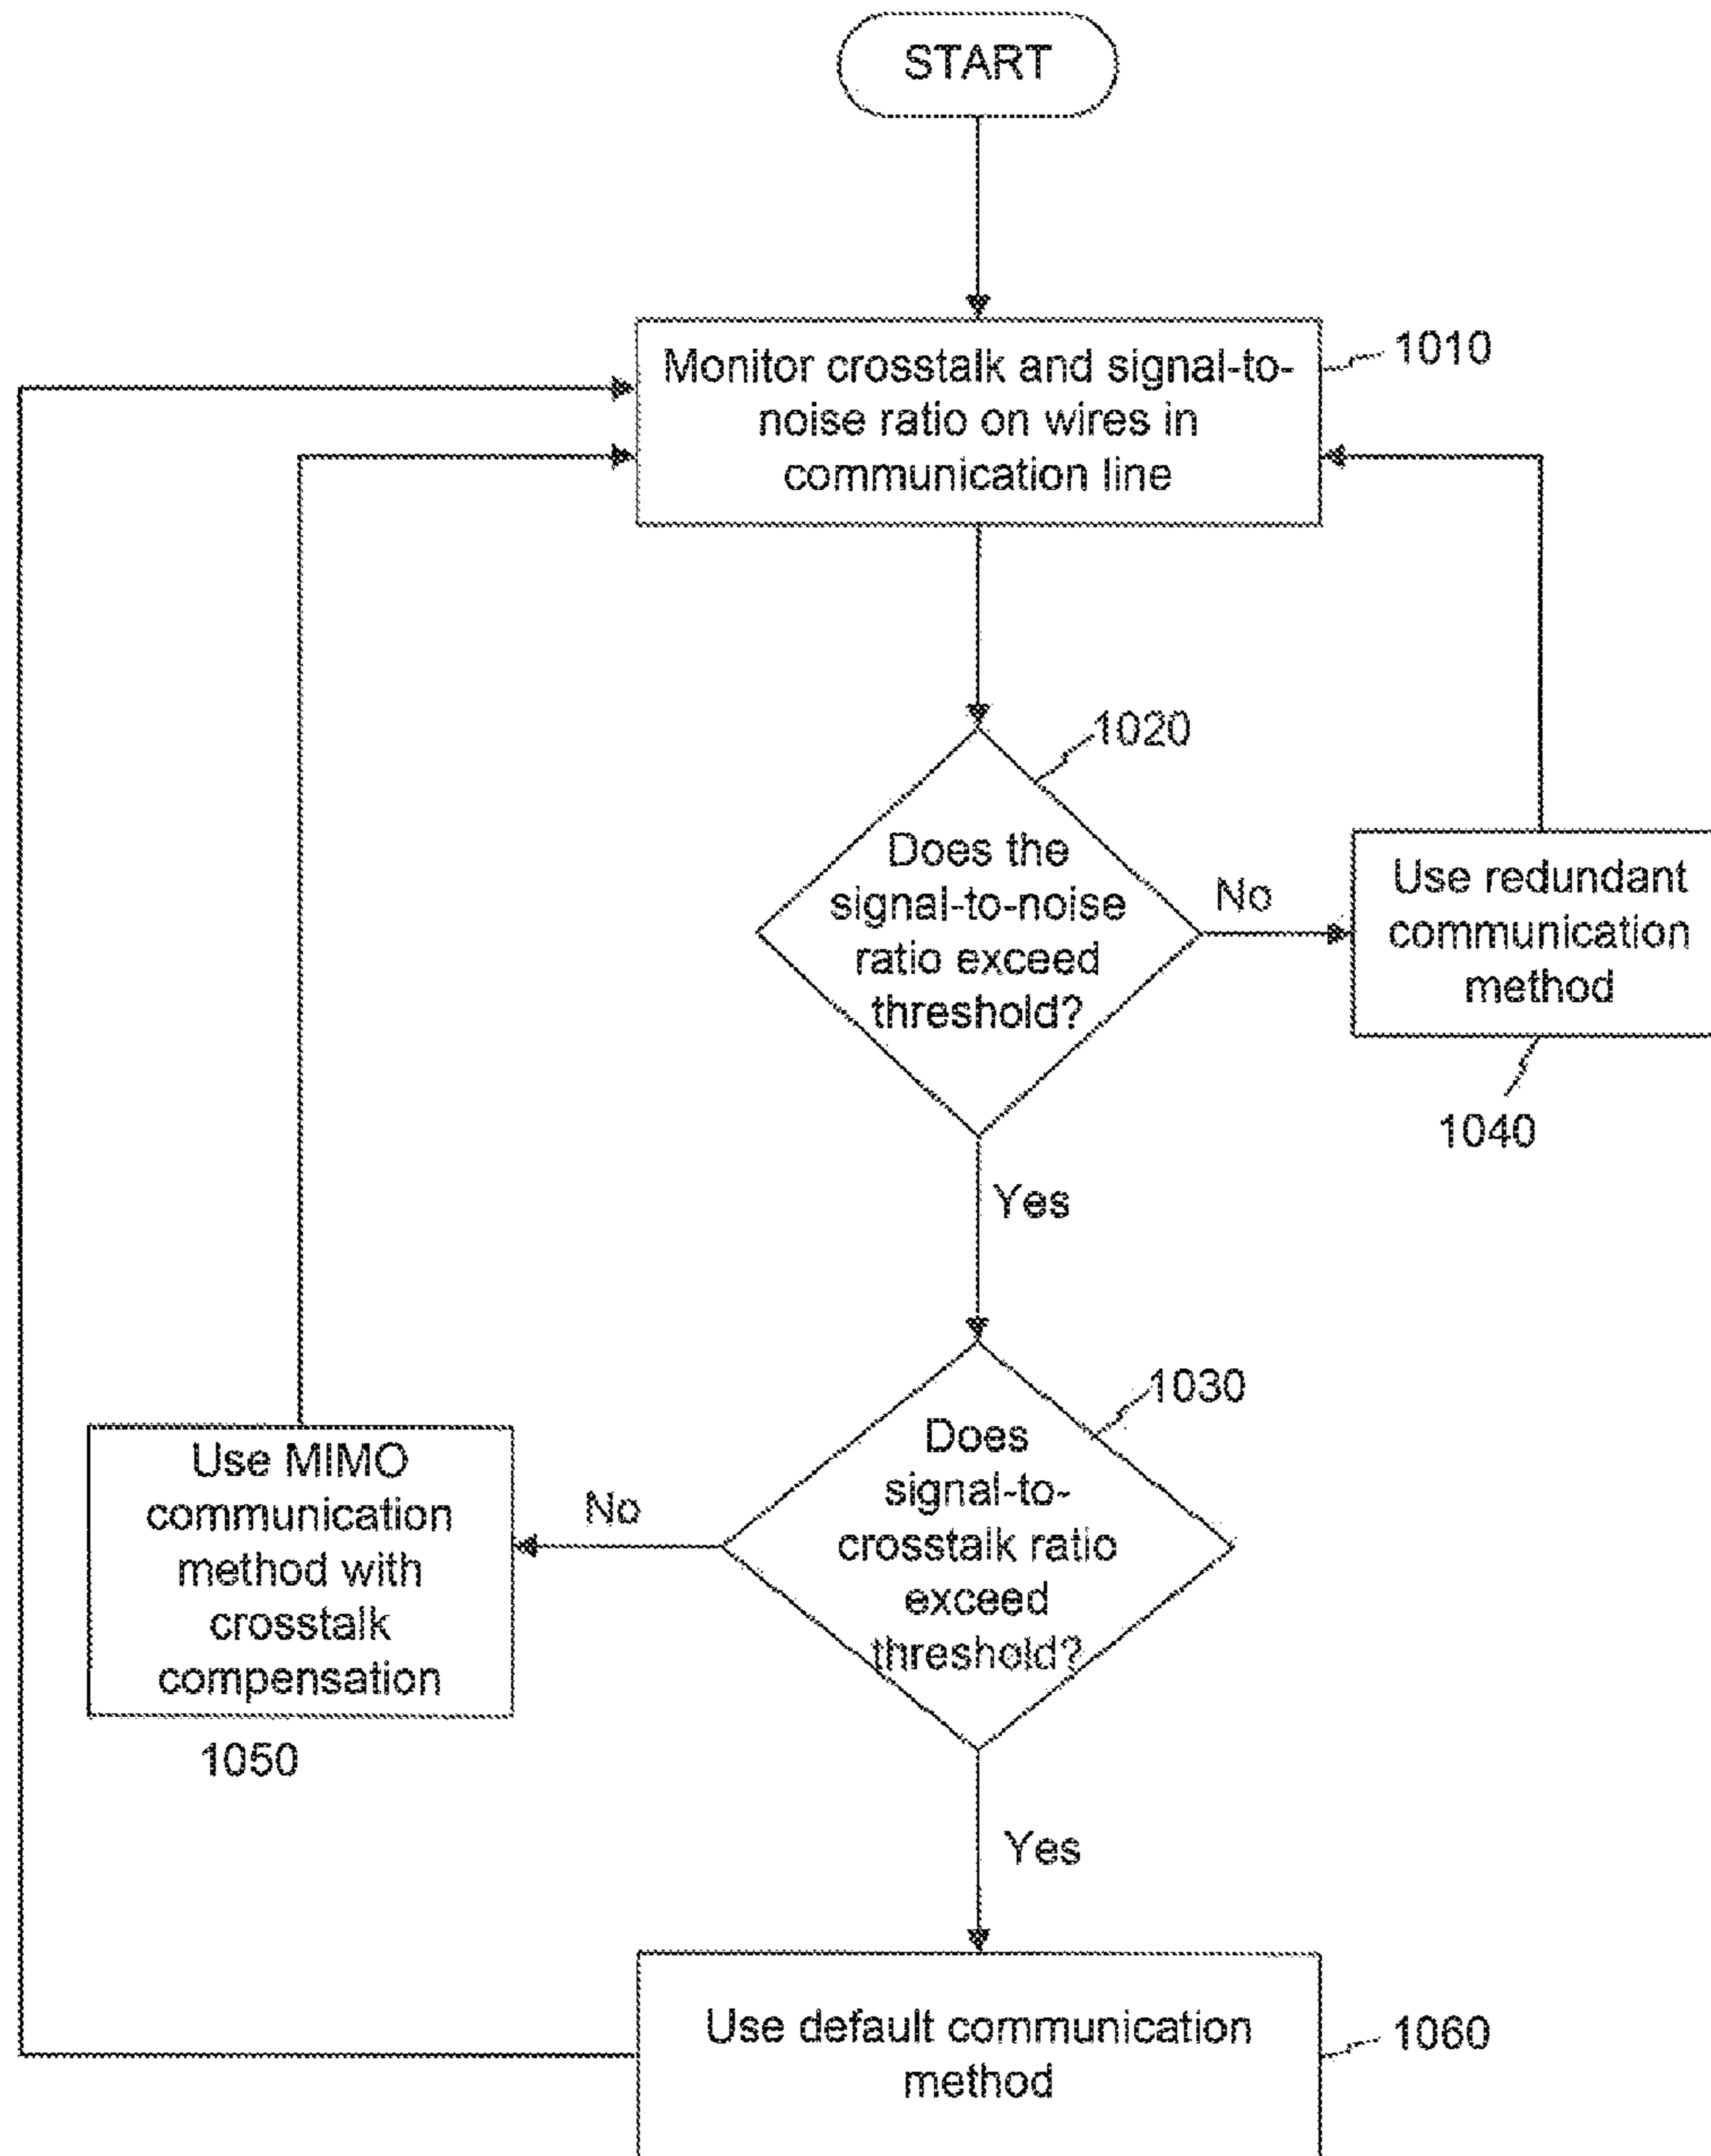 START
Monitor crosstalk and signal-to-
noise ratio on wires in
communication line
1010
1020
Does the
signal-to-noise
ratio exceed
threshold?
No
Use redundant
communication
method
1040
Yes
1030
Does
signal-to-
crosstalk ratio
exceed
threshold?
No
Use MIMO
communication
method with
crosstalk
compensation
1050
Yes
Use default communication
method
1060